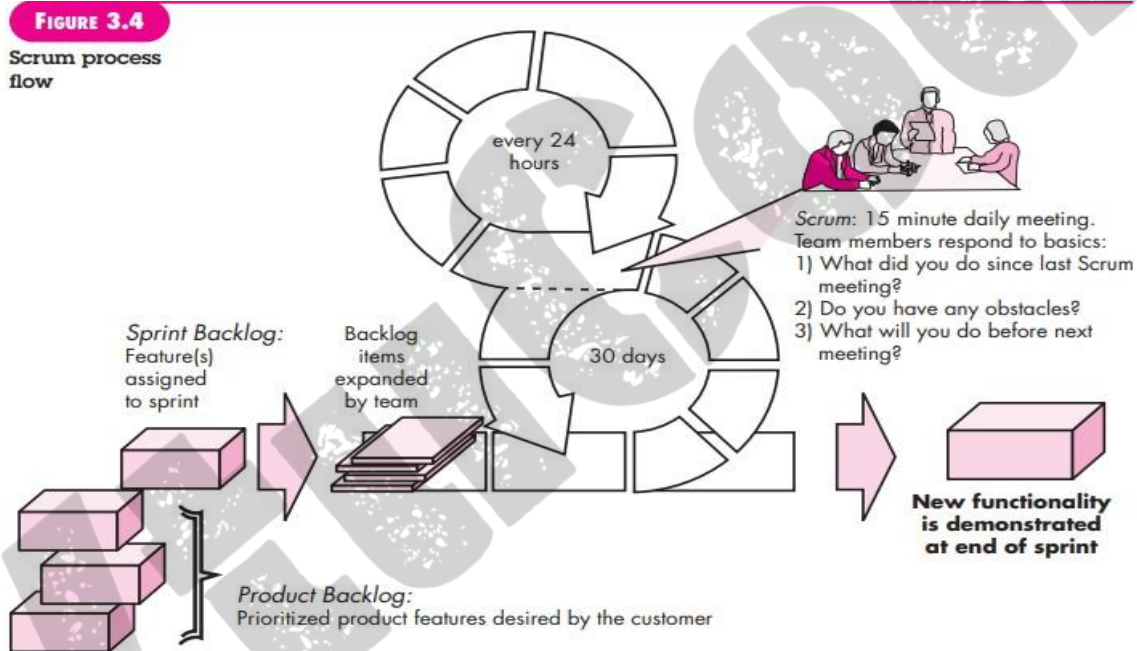 FIGURE 3.4
Scrum process
flow
every 24
hours
Scrum: 15 minute daily meeting.
Team members respond to basics:
1) What did you do since last Scrum
meeting?
2) Do you have any obstacles?
3) What will you do before next
meeting?
Sprint Backlog:
Feature(s)
assigned
to sprint
Backlog
items
expanded
by team
30 days
New functionality
is demonstrated
at end of sprint
Product Backlog:
Prioritized product features desired by the customer